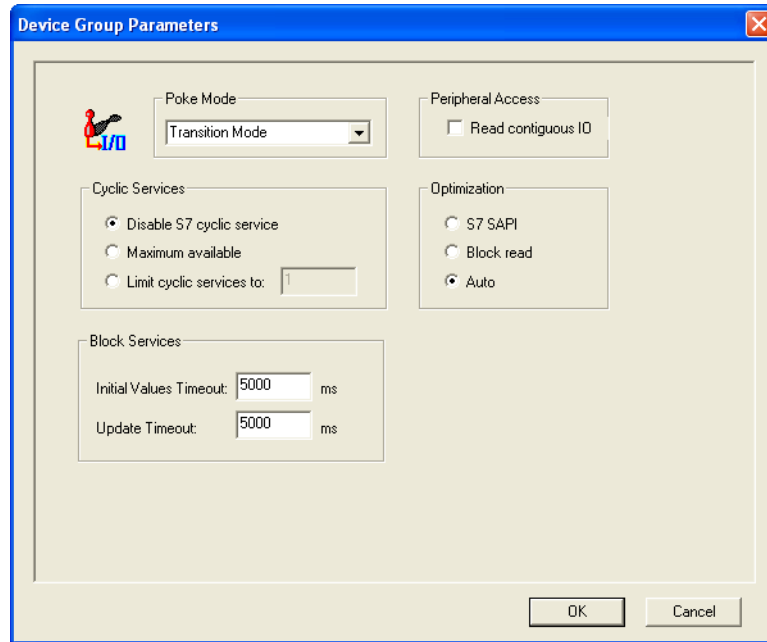 Device Group Parameters
I/O
Poke Mode
Transition Mode
Peripheral Access
Read contiguous IO
Cyclic Services
Disable S7 cyclic service
Maximum available
Limit cyclic services to: 1
Optimization
S7 SAPI
Block read
Auto
Block Services
Initial Values Timeout: 5000 ms
Update Timeout: 5000 ms
OK
Cancel